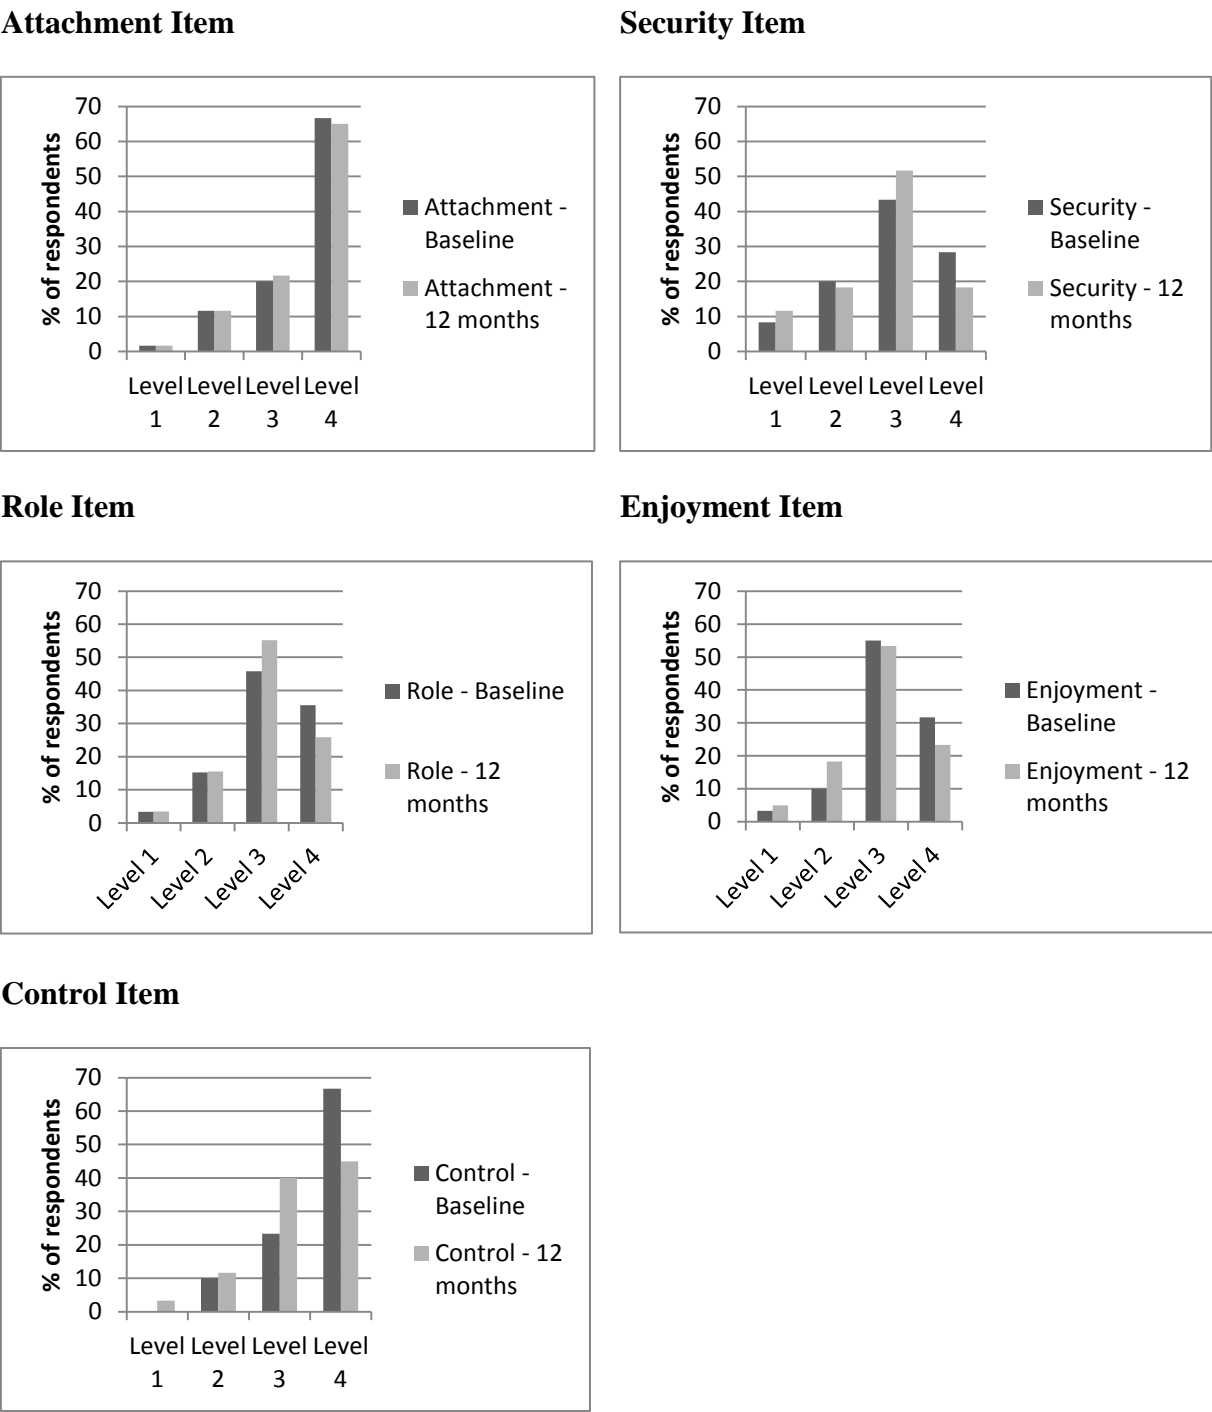 Attachment Item
% of respondents
70
60
50
40
30
20
10
0
Level Level Level Level
1 2 3 4
Attachment -
Baseline
Attachment -
12 months
Security Item
% of respondents
70
60
50
40
30
20
10
0
Level Level Level Level
1 2 3 4
Security -
Baseline
Security - 12
months
Role Item
% of respondents
70
60
50
40
30
20
10
0
Level 1
Level 2
Level 3
Level 4
Role - Baseline
Role - 12
months
Enjoyment Item
% of respondents
70
60
50
40
30
20
10
0
Level 1
Level 2
Level 3
Level 4
Enjoyment -
Baseline
Enjoyment - 12
months
Control Item
% of respondents
70
60
50
40
30
20
10
0
Level Level Level Level
1 2 3 4
Control -
Baseline
Control - 12
months